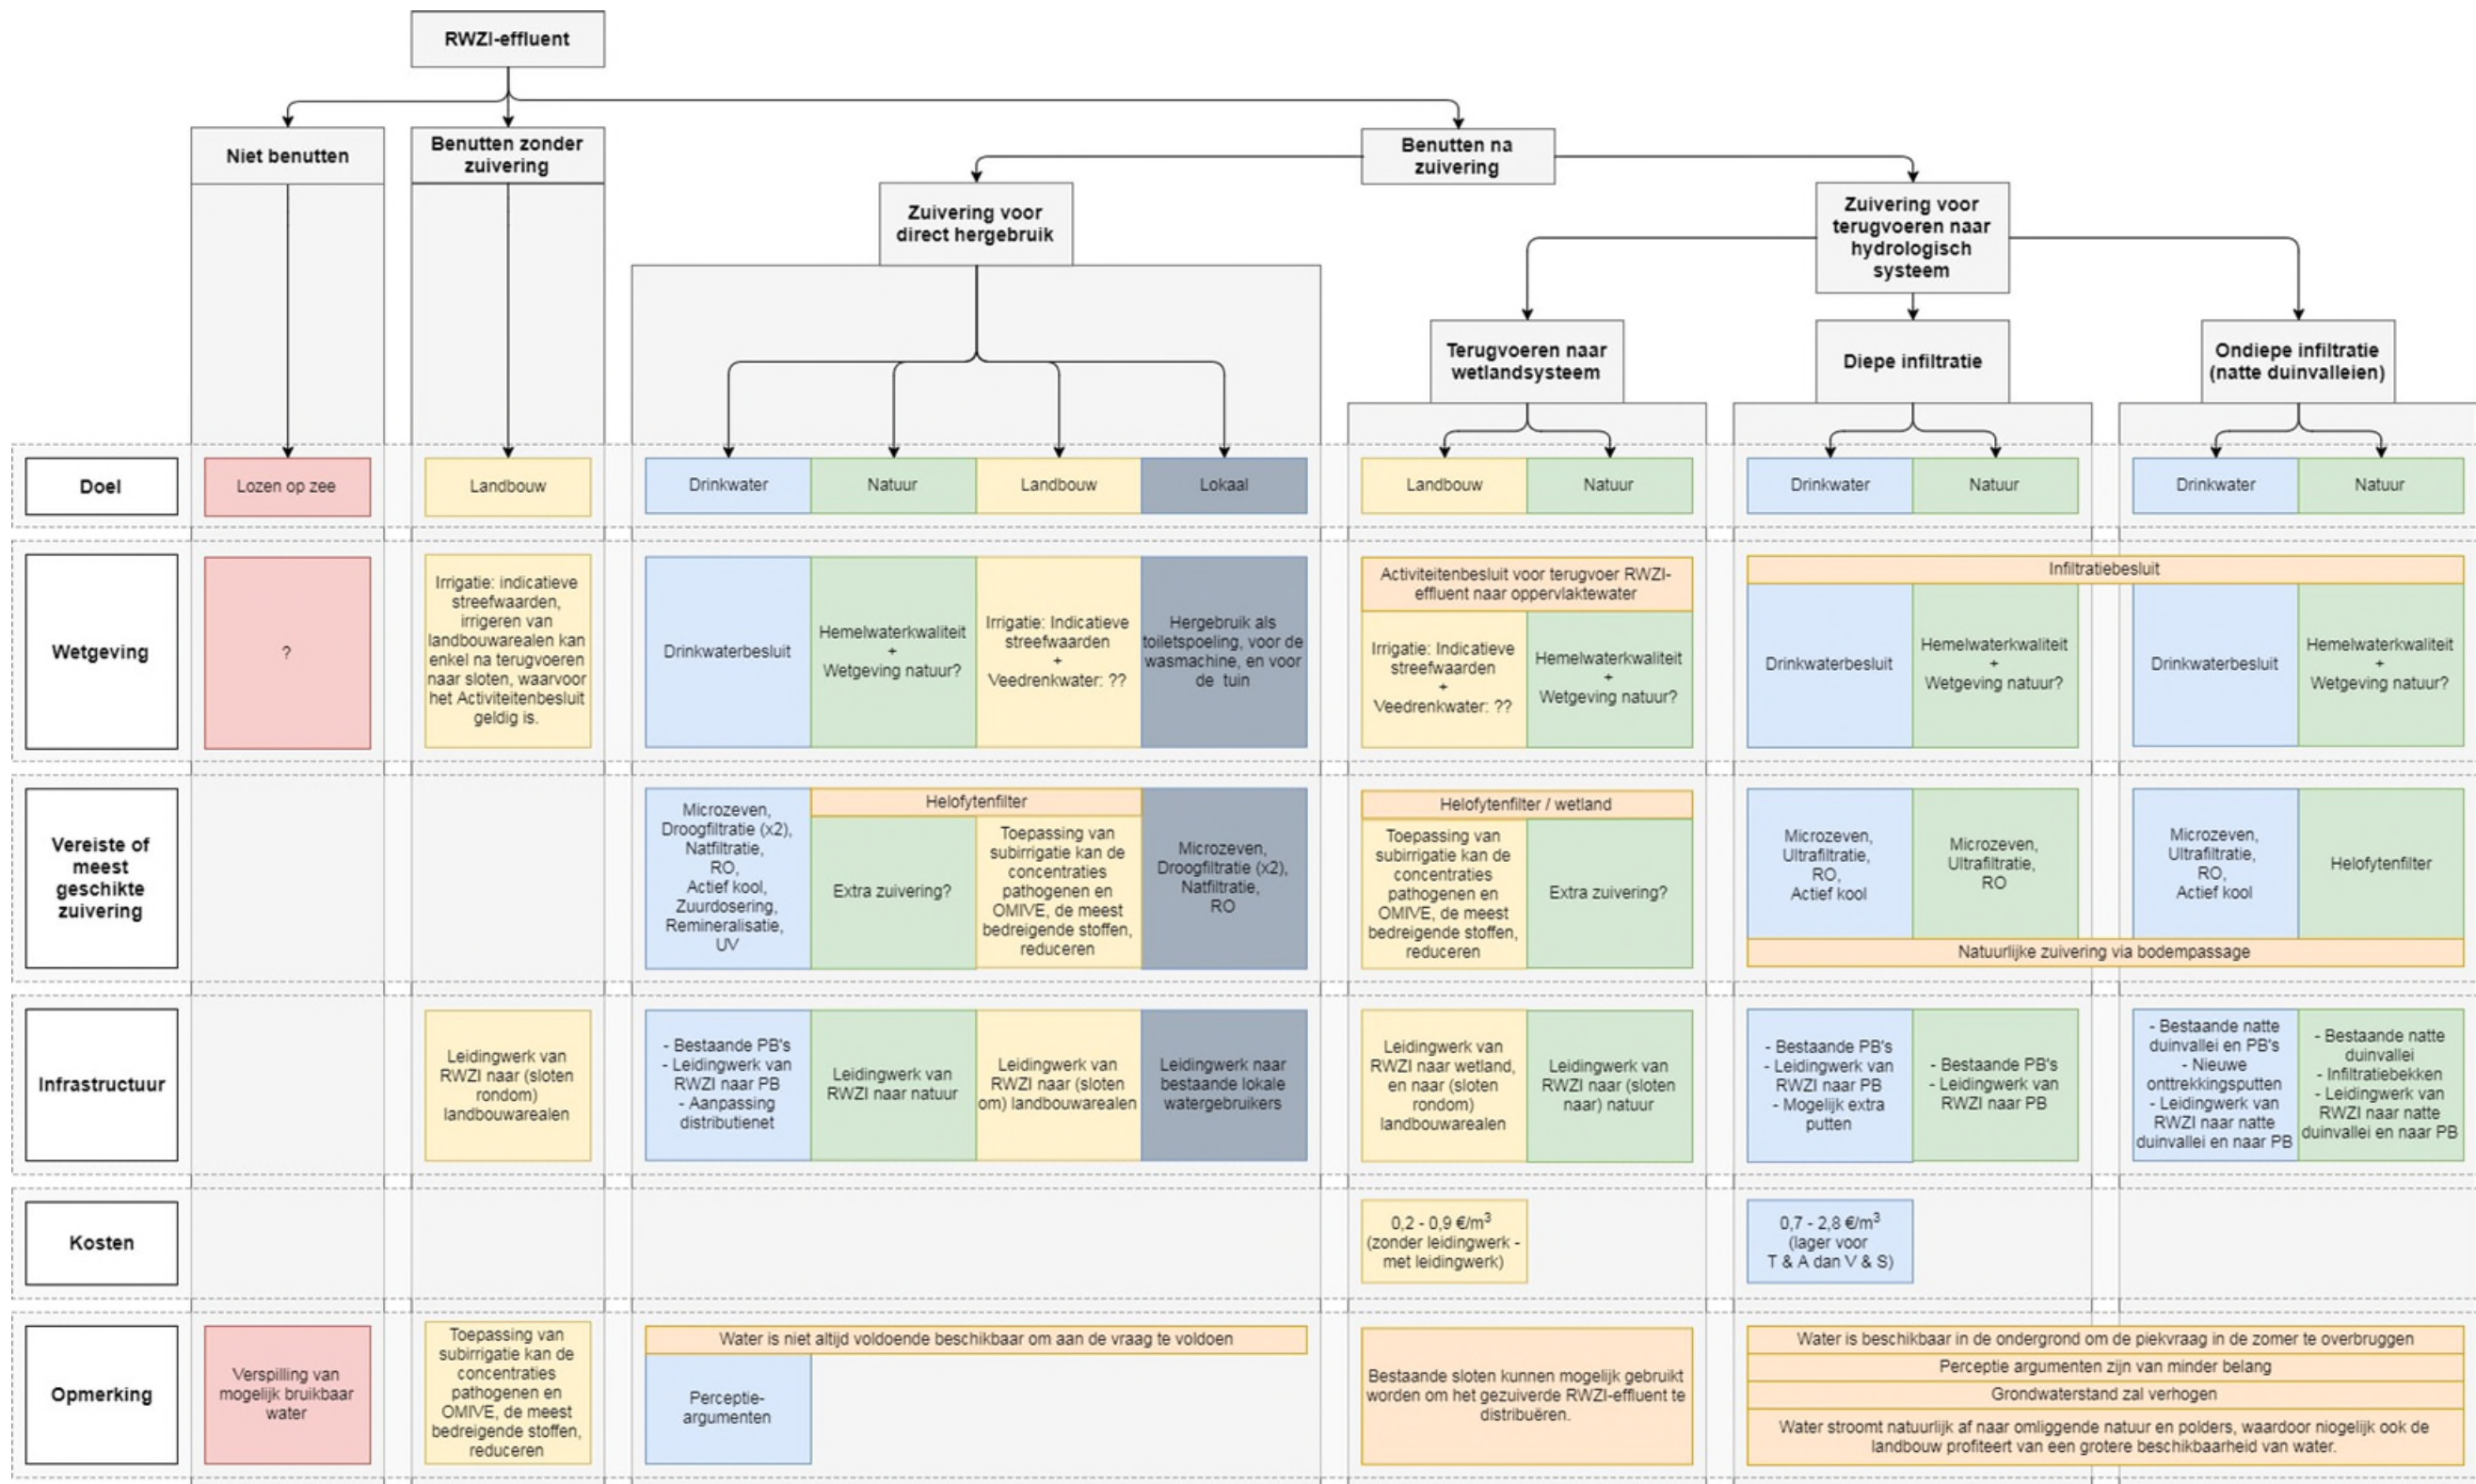 RWZI-effluent
Niet benutten
Benutten zonder
zuivering
Benutten na
zuivering
Zuivering voor
direct hergebruik
Zuivering voor
terugvoeren naar
hydrologisch
systeem
Terugvoeren naar
wetlandsysteem
Diepe infiltratie
Ondiepe infiltratie
(natte duinvalleien)
Doel
Lozen op zee
Landbouw
Drinkwater
Natuur
Landbouw
Lokaal
Landbouw
Natuur
Drinkwater
Natuur
Drinkwater
Natuur
Wetgeving
?
Irrigatie: indicatieve
streefwaarden,
irrigeren van
landbouwarealen kan
enkel na terugvoeren
naar sloten, waarvoor
het Activiteitenbesluit
geldig is.
Drinkwaterbesluit
Hemelwaterkwaliteit
+
Wetgeving natuur?
Irrigatie: Indicatieve
streefwaarden
+
Veedrenkwater: ??
Hergebruik als
toiletspoeling, voor de
wasmachine, en voor
de tuin
Activiteitenbesluit voor terugvoer RWZI-
effluent naar oppervlaktewater
Irrigatie: Indicatieve
streefwaarden
+
Veedrenkwater: ??
Hemelwaterkwaliteit
+
Wetgeving natuur?
Infiltratiebesluit
Drinkwaterbesluit
Hemelwaterkwaliteit
+
Wetgeving natuur?
Drinkwaterbesluit
Hemelwaterkwaliteit
+
Wetgeving natuur?
Vereiste of
meest
geschikte
zuivering
Microzeven,
Droogfiltratie (x2),
Natfiltratie,
RO,
Actief kool,
Zuurdosering,
Remineralisatie,
UV
Helofytenfilter
Extra zuivering?
Toepassing van
subirrigatie kan de
concentraties
pathogenen en
OMIVE, de meest
bedreigende stoffen,
reduceren
Microzeven,
Droogfiltratie (x2),
Natfiltratie,
RO
Helofytenfilter / wetland
Toepassing van
subirrigatie kan de
concentraties
pathogenen en
OMIVE, de meest
bedreigende stoffen,
reduceren
Extra zuivering?
Microzeven,
Ultrafiltratie,
RO,
Actief kool
Microzeven,
Ultrafiltratie,
RO
Microzeven,
Ultrafiltratie,
RO,
Actief kool
Helofytenfilter
Natuurlijke zuivering via bodempassage
Infrastructuur
Leidingwerk van
RWZI naar (sloten
rondom)
landbouwarealen
- Bestaande PB's
- Leidingwerk van
RWZI naar PB
- Aanpassing
distributienet
Leidingwerk van
RWZI naar natuur
Leidingwerk van
RWZI naar (sloten
om) landbouwarealen
Leidingwerk naar
bestaande lokale
watergebruikers
Leidingwerk van
RWZI naar wetland,
en naar (sloten
rondom)
landbouwarealen
Leidingwerk van
RWZI naar (sloten
naar) natuur
- Bestaande PB's
- Leidingwerk van
RWZI naar PB
- Mogelijk extra
putten
- Bestaande PB's
- Leidingwerk van
RWZI naar PB
- Bestaande natte
duinvallei en PB's
- Nieuwe
onttrekkingsputten
- Leidingwerk van
RWZI naar natte
duinvallei en naar PB
- Bestaande natte
duinvallei
- Infiltratiebekken
- Leidingwerk van
RWZI naar natte
duinvallei en naar PB
Kosten
0,2 - 0,9 €/m³
(zonder leidingwerk -
met leidingwerk)
0,7 - 2,8 €/m³
(lager voor
T & A dan V & S)
Opmerking
Verspilling van
mogelijk bruikbaar
water
Toepassing van
subirrigatie kan de
concentraties
pathogenen en
OMIVE, de meest
bedreigende stoffen,
reduceren
Water is niet altijd voldoende beschikbaar om aan de vraag te voldoen
Perceptie-
argumenten
Bestaande sloten kunnen mogelijk gebruikt
worden om het gezuiverde RWZI-effluent te
distribuëren.
Water is beschikbaar in de ondergrond om de piekvraag in de zomer te overbruggen
Perceptie argumenten zijn van minder belang
Grondwaterstand zal verhogen
Water stroomt natuurlijk af naar omliggende natuur en polders, waardoor niogelijk ook de
landbouw profiteert van een grotere beschikbaarheid van water.